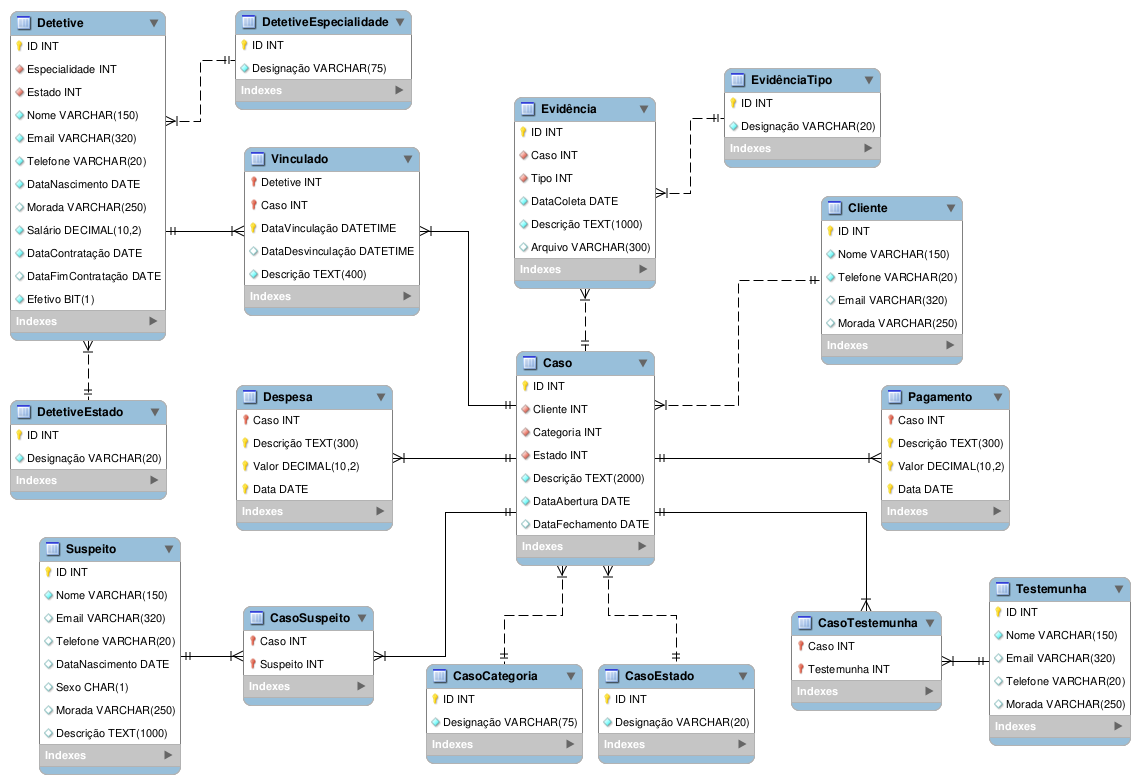 Detetive
ID INT
Especialidade INT
Estado INT
Nome VARCHAR(150)
Email VARCHAR(320)
Telefone VARCHAR(20)
DataNascimento DATE
Morada VARCHAR(250)
Salário DECIMAL(10,2)
DataContratação DATE
DataFimContratação DATE
Efetivo BIT(1)
Indexes
DetetiveEspecialidade
ID INT
Designação VARCHAR(75)
Indexes
Vinculado
Detetive INT
Caso INT
DataVinculação DATETIME
DataDesvinculação DATETIME
Descrição TEXT(400)
Indexes
Evidência
ID INT
Caso INT
Tipo INT
DataColeta DATE
Descrição TEXT(1000)
Arquivo VARCHAR(300)
Indexes
EvidênciaTipo
ID INT
Designação VARCHAR(20)
Indexes
Cliente
ID INT
Nome VARCHAR(150)
Telefone VARCHAR(20)
Email VARCHAR(320)
Morada VARCHAR(250)
Indexes
DetetiveEstado
ID INT
Designação VARCHAR(20)
Indexes
Despesa
Caso INT
Descrição TEXT(300)
Valor DECIMAL(10,2)
Data DATE
Indexes
Caso
ID INT
Cliente INT
Categoria INT
Estado INT
Descrição TEXT(2000)
DataAbertura DATE
DataFechamento DATE
Indexes
Pagamento
Caso INT
Descrição TEXT(300)
Valor DECIMAL(10,2)
Data DATE
Indexes
Suspeito
ID INT
Nome VARCHAR(150)
Email VARCHAR(320)
Telefone VARCHAR(20)
DataNascimento DATE
Sexo CHAR(1)
Morada VARCHAR(250)
Descrição TEXT(1000)
Indexes
CasoSuspeito
Caso INT
Suspeito INT
Indexes
CasoCategoria
ID INT
Designação VARCHAR(75)
Indexes
CasoEstado
ID INT
Designação VARCHAR(20)
Indexes
CasoTestemunha
Caso INT
Testemunha INT
Indexes
Testemunha
ID INT
Nome VARCHAR(150)
Email VARCHAR(320)
Telefone VARCHAR(20)
Morada VARCHAR(250)
Indexes